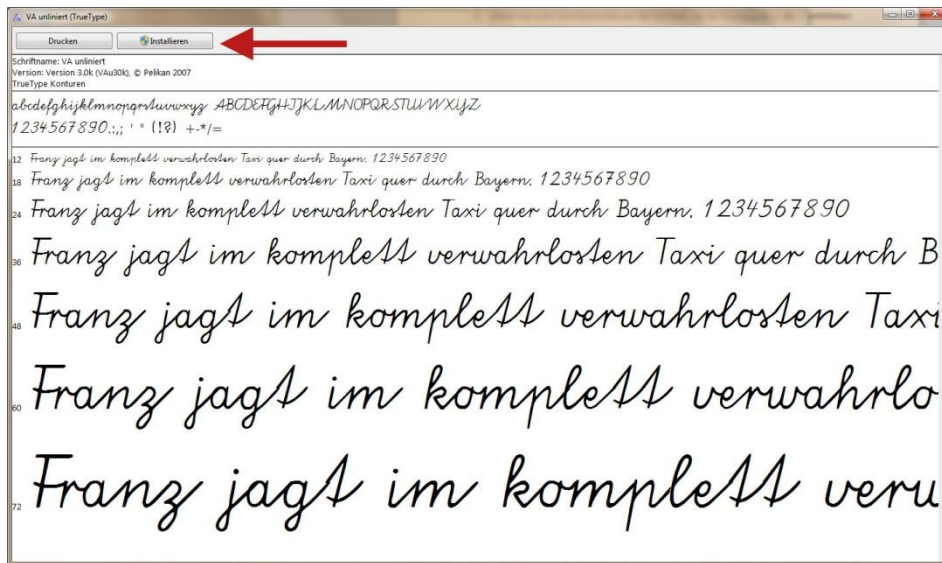 VA unliniert (TrueType)
Drucken Installieren
Schriftname: VA unliniert
Version: Version 3.0k (VAu30k), © Pelikan 2007
TrueType Konturen
abcdefghijklmnopqrstuvwxyz ABCDEFGHIJKLMNOPQRSTUVWXYZ
1234567890.:,; ' " (!?) +-*/=
12 Franz jagt im komplett verwahrlosten Taxi quer durch Bayern. 1234567890
18 Franz jagt im komplett verwahrlosten Taxi quer durch Bayern. 1234567890
24 Franz jagt im komplett verwahrlosten Taxi quer durch Bayern. 1234567890
36 Franz jagt im komplett verwahrlosten Taxi quer durch B
48 Franz jagt im komplett verwahrlosten Taxi
60 Franz jagt im komplett verwahrlo
72 Franz jagt im komplett verw